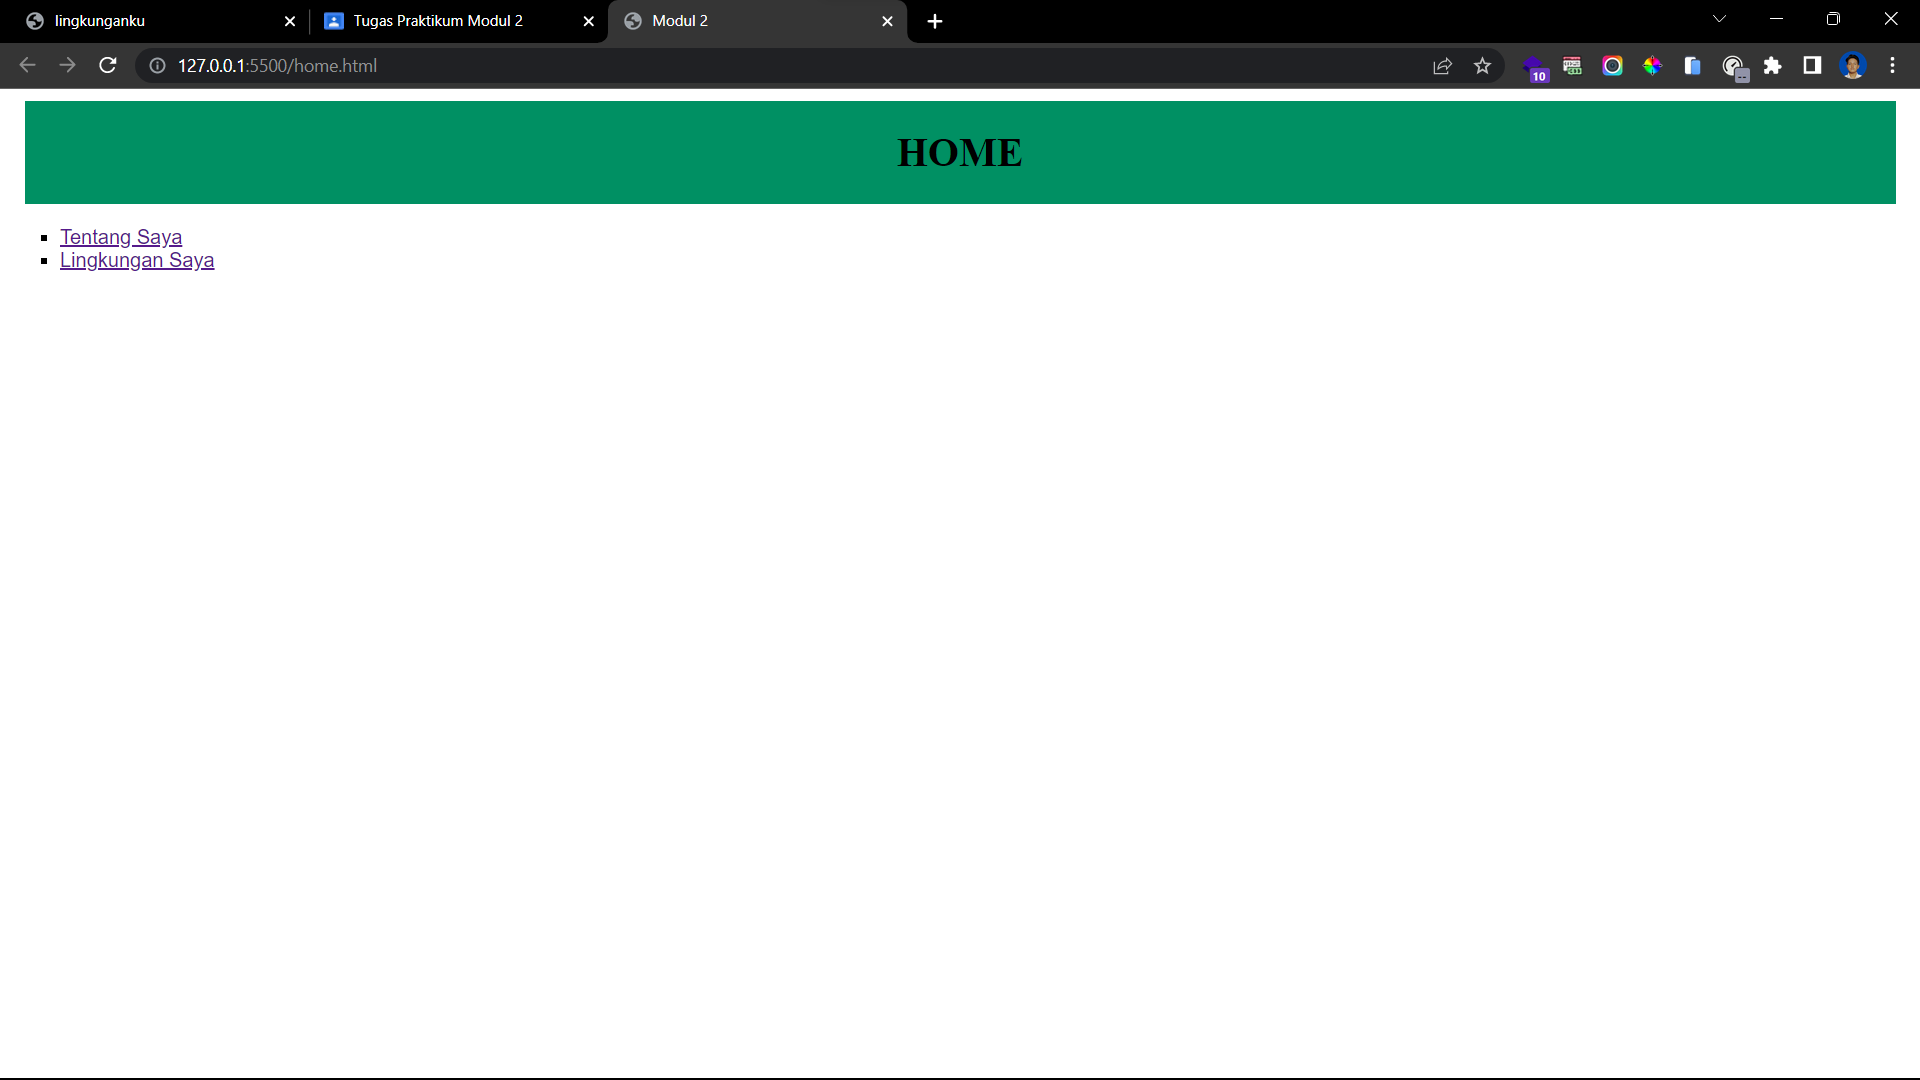 lingkunganku
Tugas Praktikum Modul 2
Modul 2
127.0.0.1:5500/home.html
10
HOME
Tentang Saya
Lingkungan Saya